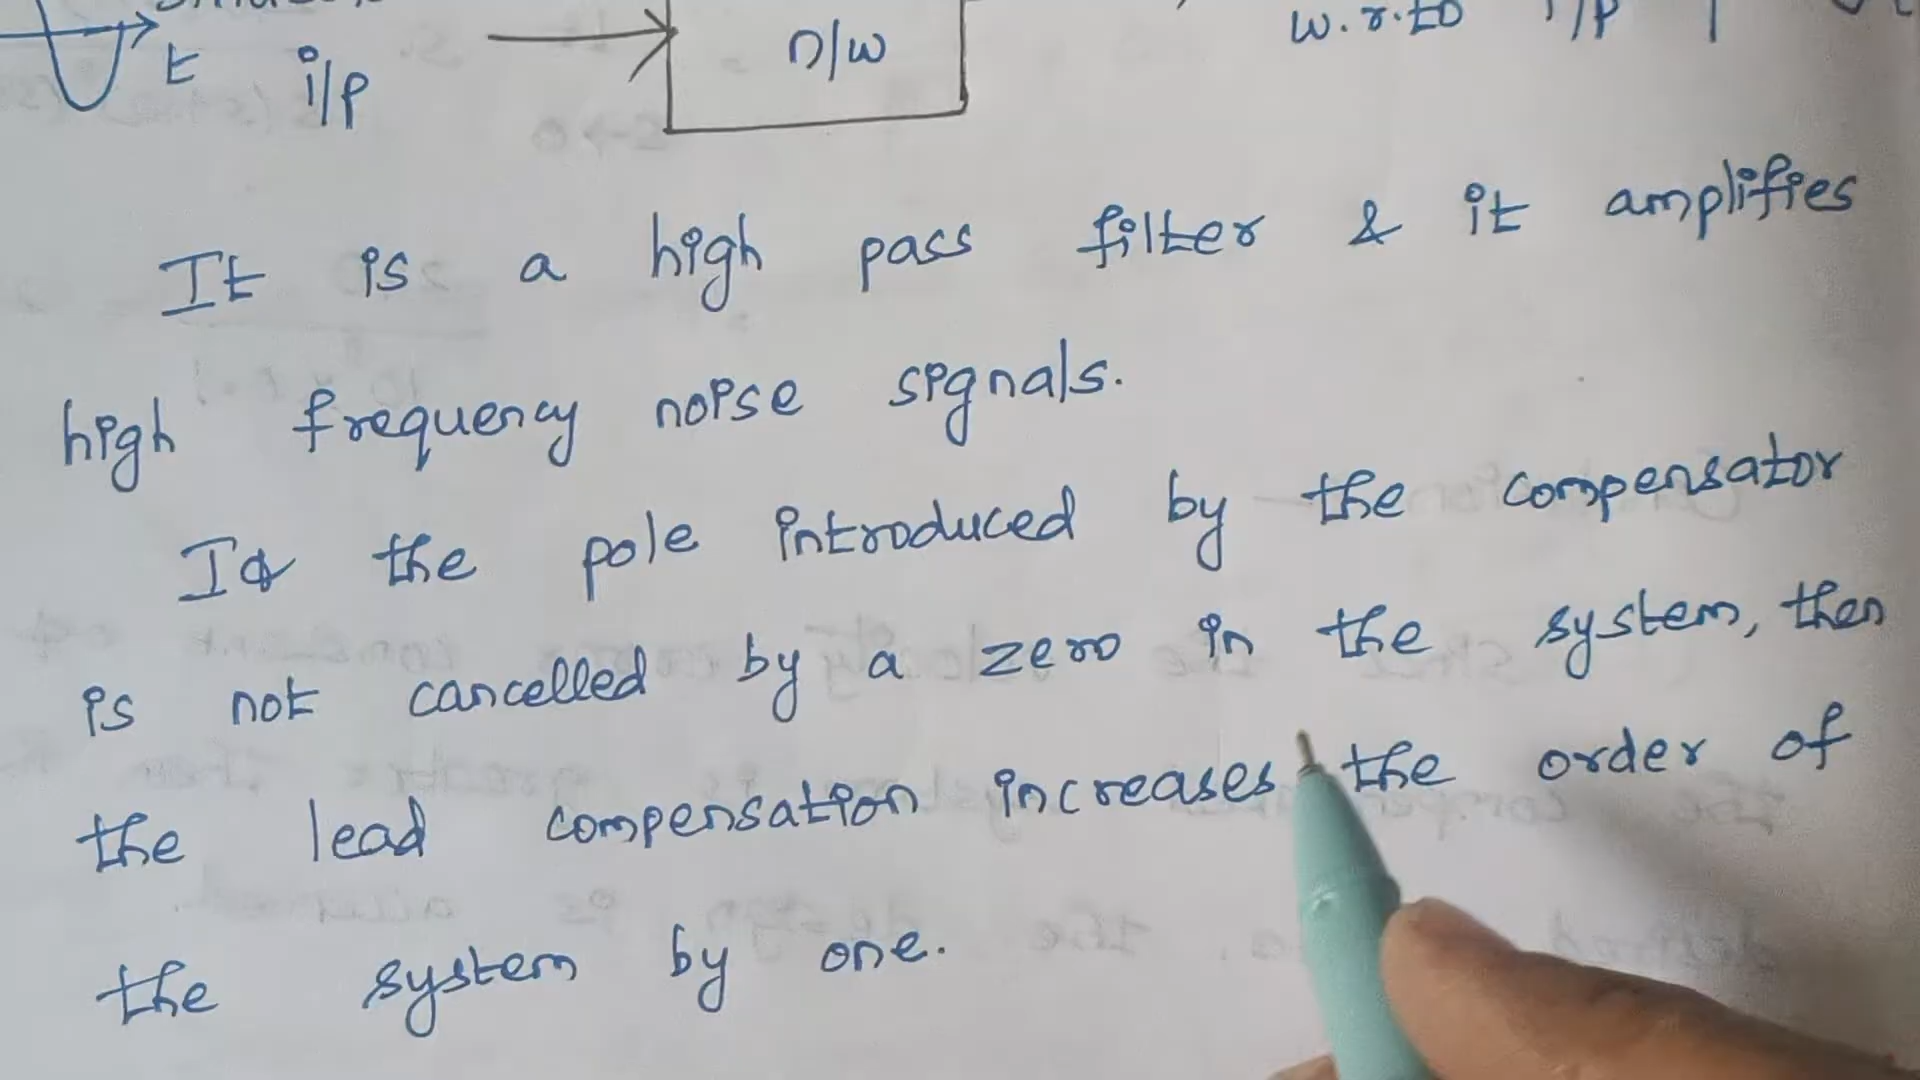 t i/p n/w w.r.to i/p
It is a high pass filter & it amplifies
high frequency noise signals.
If the pole introduced by the compensator
is not cancelled by a zero in the system, then
the lead compensation increases the order of
the system by one.